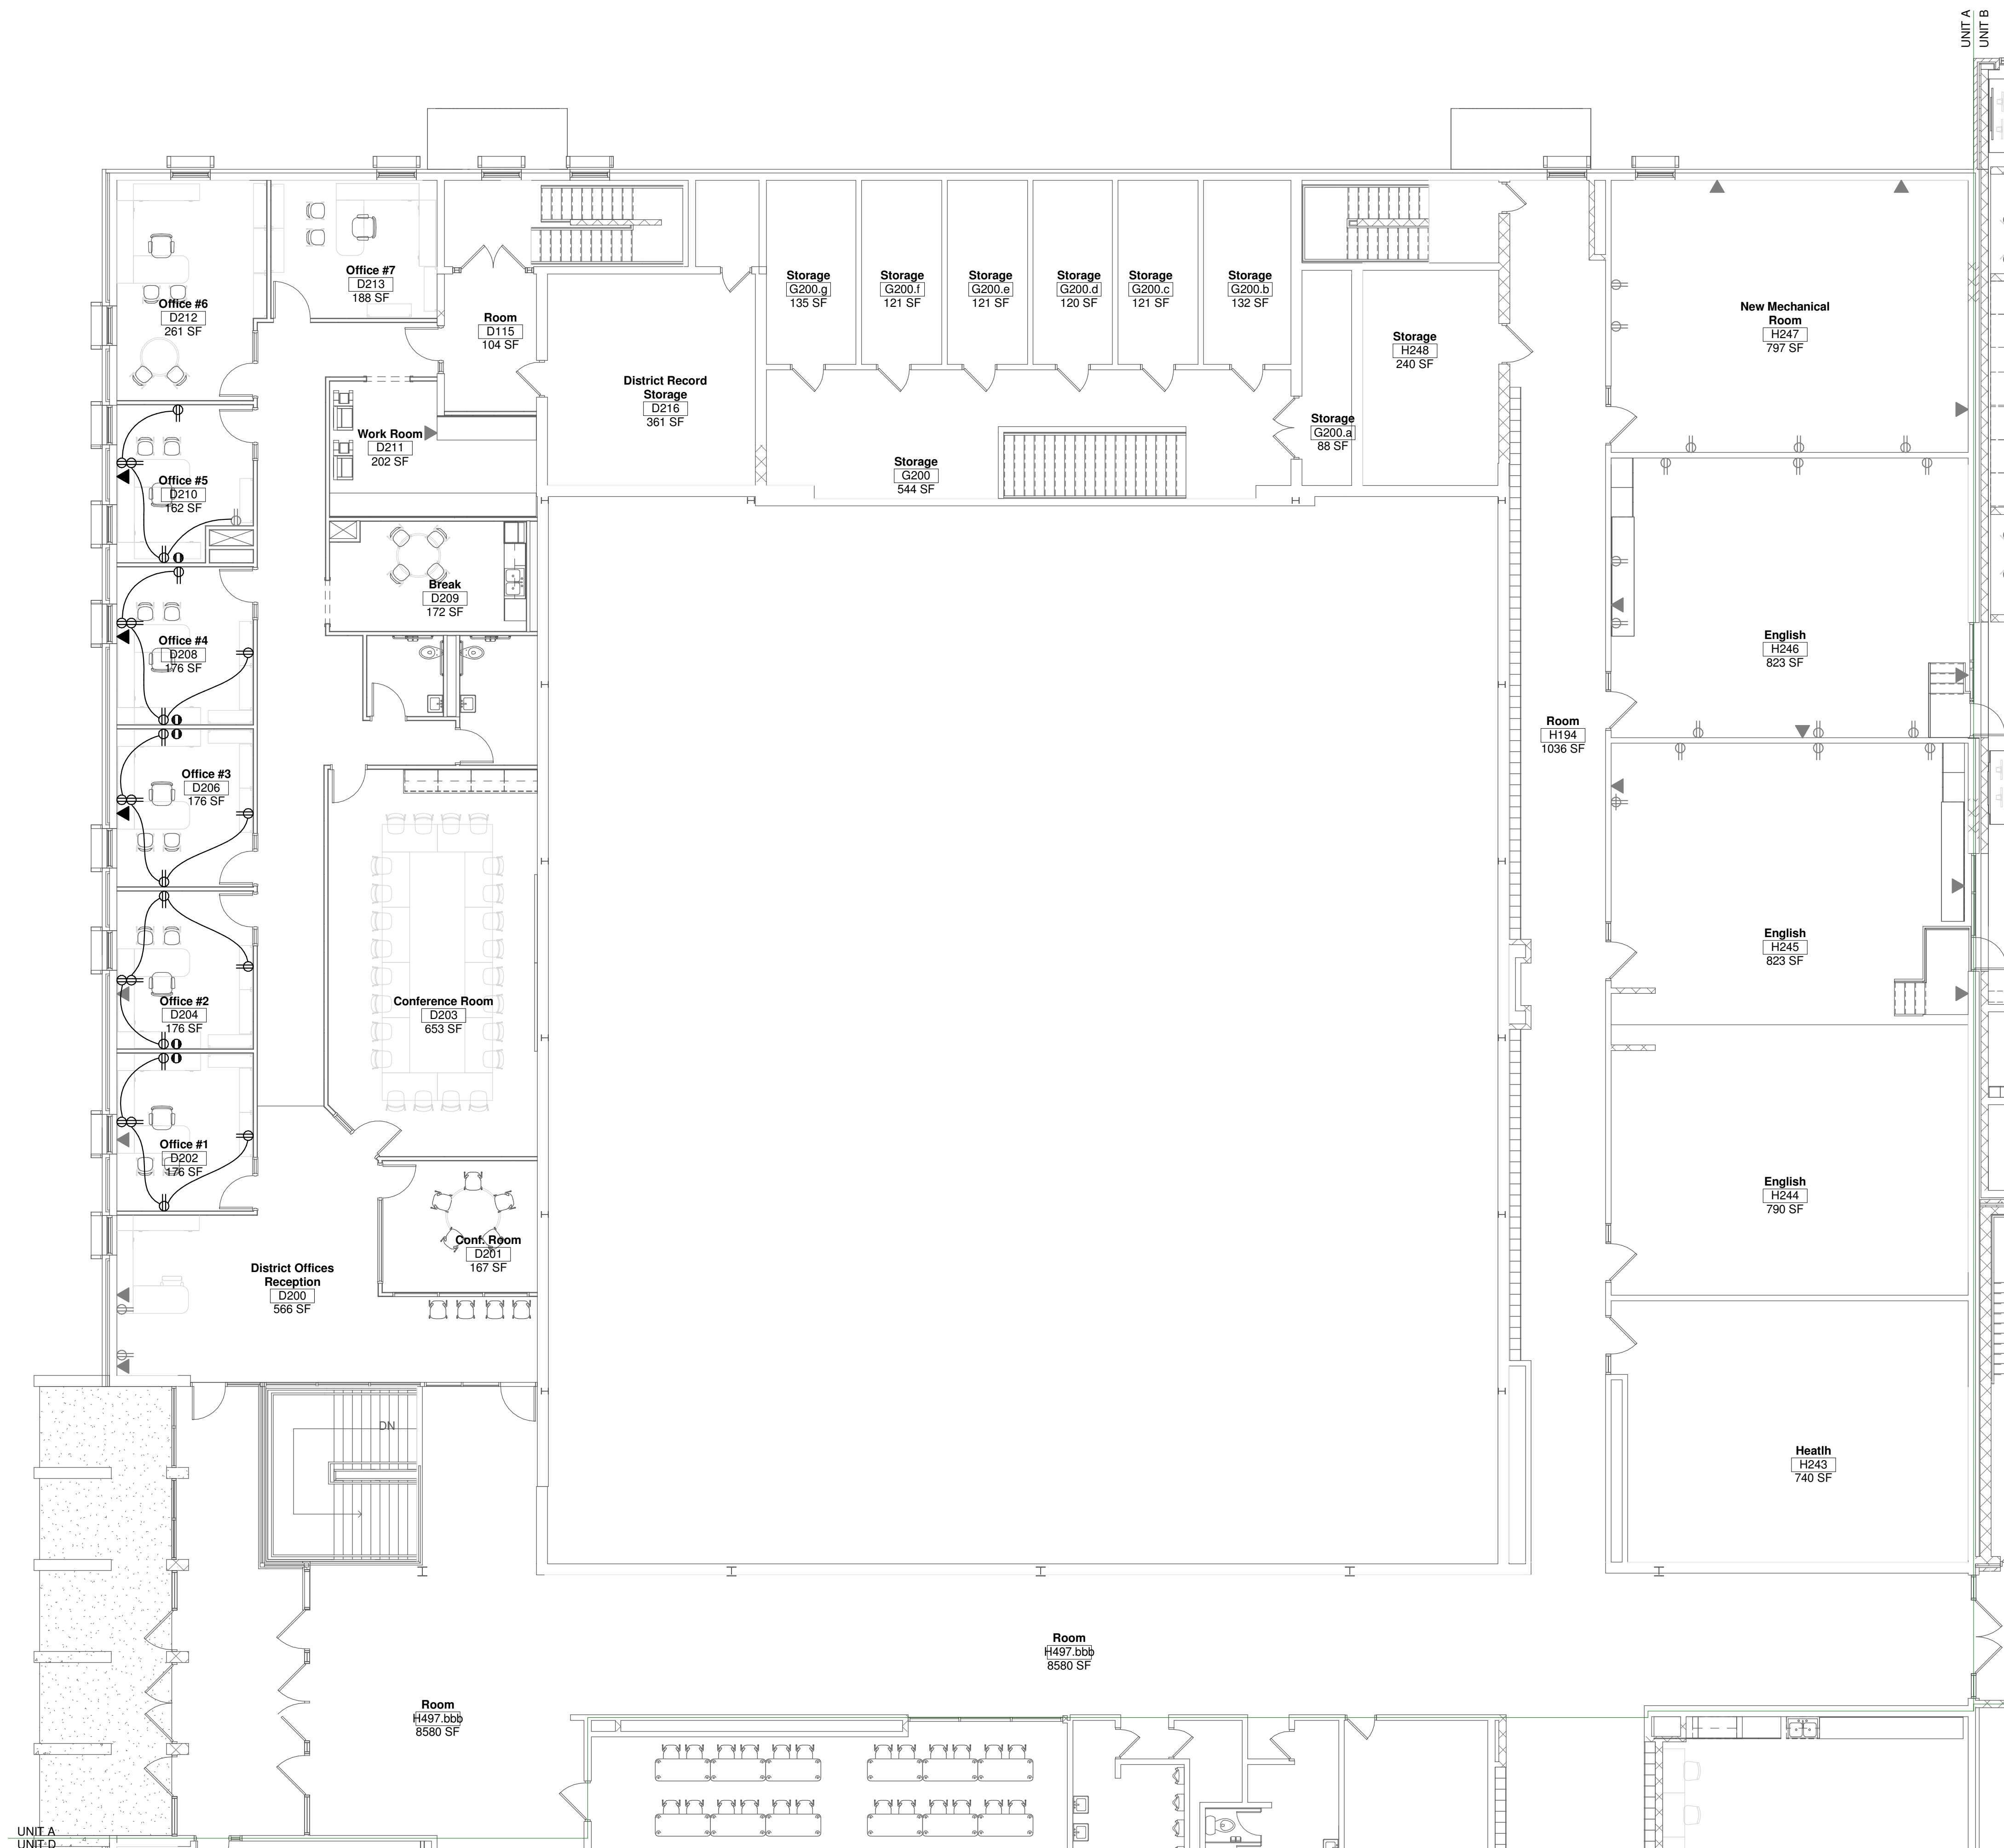 UNIT A
UNIT B
Office #7
D213
188 SF
Office #6
D212
261 SF
Room
D115
104 SF
Storage
G200.g
135 SF
Storage
G200.f
121 SF
Storage
G200.e
121 SF
Storage
G200.d
120 SF
Storage
G200.c
121 SF
Storage
G200.b
132 SF
Storage
H248
240 SF
New Mechanical
Room
H247
797 SF
District Record
Storage
D216
361 SF
Storage
G200.a
88 SF
Work Room
D211
202 SF
Storage
G200
544 SF
Office #5
D210
162 SF
Break
D209
172 SF
Office #4
D208
176 SF
English
H246
823 SF
Room
H194
1036 SF
Office #3
D206
176 SF
English
H245
823 SF
Office #2
D204
176 SF
Conference Room
D203
653 SF
Office #1
D202
176 SF
English
H244
790 SF
Conf. Room
D201
167 SF
District Offices
Reception
D200
566 SF
DN
Heatlh
H243
740 SF
Room
H497.bbb
8580 SF
Room
H497.bbb
8580 SF
UNIT A
UNIT D